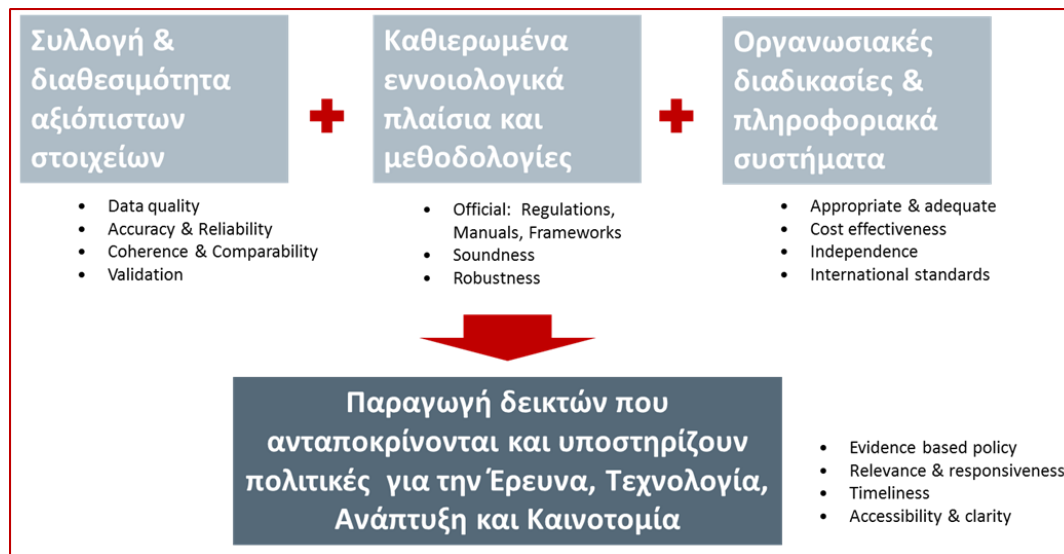 Συλλογή &
διαθεσιμότητα
αξιόπιστων
στοιχείων
Καθιερωμένα
εννοιολογικά
πλαίσια και
μεθοδολογίες
Οργανωσιακές
διαδικασίες &
πληροφοριακά
συστήματα
• Data quality
• Accuracy & Reliability
• Coherence & Comparability
• Validation
• Official: Regulations,
Manuals, Frameworks
• Soundness
• Robustness
• Appropriate & adequate
• Cost effectiveness
• Independence
• International standards
Παραγωγή δεικτών που
ανταποκρίνονται και υποστηρίζουν
πολιτικές για την Έρευνα, Τεχνολογία,
Ανάπτυξη και Καινοτομία
• Evidence based policy
• Relevance & responsiveness
• Timeliness
• Accessibility & clarity